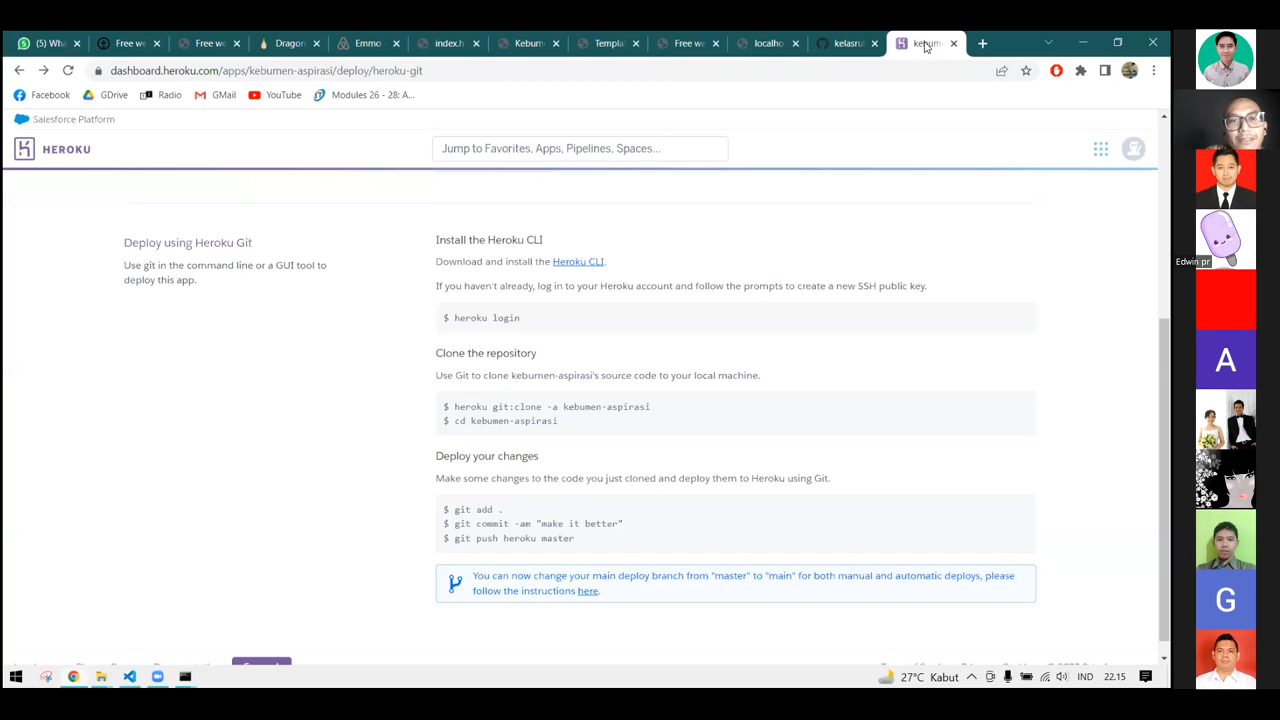 (5) Wha
Free we
Free we
Dragon
Emmo -
index.h
Kebum
Templa
Free we
localho
kelasru
kebum
dashboard.heroku.com/apps/kebumen-aspirasi/deploy/heroku-git
Facebook
GDrive
Radio
GMail
YouTube
Modules 26 - 28: A...
Salesforce Platform
HEROKU
Jump to Favorites, Apps, Pipelines, Spaces...
Deploy using Heroku Git
Use git in the command line or a GUI tool to
deploy this app.
Install the Heroku CLI
Download and install the Heroku CLI.
If you haven't already, log in to your Heroku account and follow the prompts to create a new SSH public key.
$ heroku login
Clone the repository
Use Git to clone kebumen-aspirasi's source code to your local machine.
$ heroku git:clone -a kebumen-aspirasi
$ cd kebumen-aspirasi
Deploy your changes
Make some changes to the code you just cloned and deploy them to Heroku using Git.
$ git add .
$ git commit -am "make it better"
$ git push heroku master
You can now change your main deploy branch from "master" to "main" for both manual and automatic deploys, please
follow the instructions here.
27°C Kabut
IND
22.15
Edwin pr
A
G